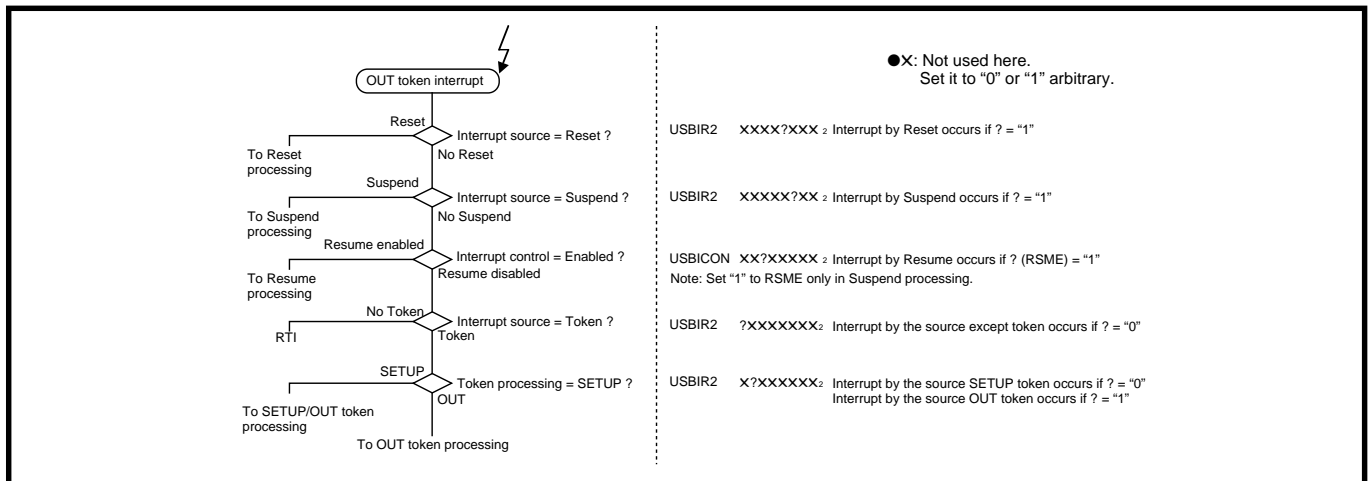 OUT token interrupt
Reset
Interrupt source = Reset ?
To Reset
processing
No Reset
Suspend
Interrupt source = Suspend ?
To Suspend
processing
No Suspend
Resume enabled
Interrupt control = Enabled ?
To Resume
processing
Resume disabled
No Token
Interrupt source = Token ?
RTI
Token
SETUP
Token processing = SETUP ?
OUT
To SETUP/OUT token
processing
To OUT token processing
●X: Not used here.
Set it to “0” or “1” arbitrary.
USBIR2 XXXX?XXX 2 Interrupt by Reset occurs if ? = “1”
USBIR2 XXXXX?XX 2 Interrupt by Suspend occurs if ? = “1”
USBICON XX?XXXXX 2 Interrupt by Resume occurs if ? (RSME) = “1”
Note: Set “1” to RSME only in Suspend processing.
USBIR2 ?XXXXXXX2 Interrupt by the source except token occurs if ? = “0”
USBIR2 X?XXXXXX2 Interrupt by the source SETUP token occurs if ? = “0”
Interrupt by the source OUT token occurs if ? = “1”